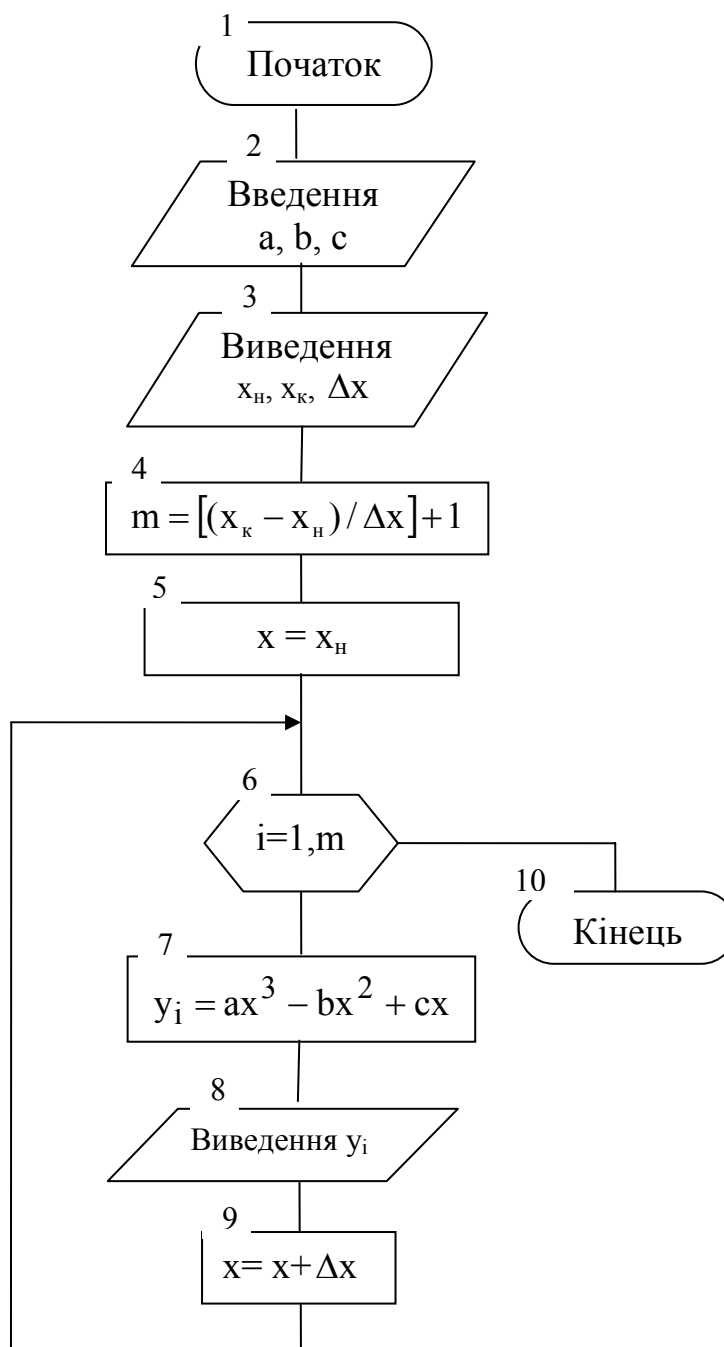 1
Початок
2
Введення
a, b, c
3
Виведення
xн, xк, Δx
4
m = [(xк − xн) / Δx] + 1
5
x = xн
6
i=1,m
10
Кінець
7
yi = ax³ − bx² + cx
8
Виведення yi
9
x= x+ Δx